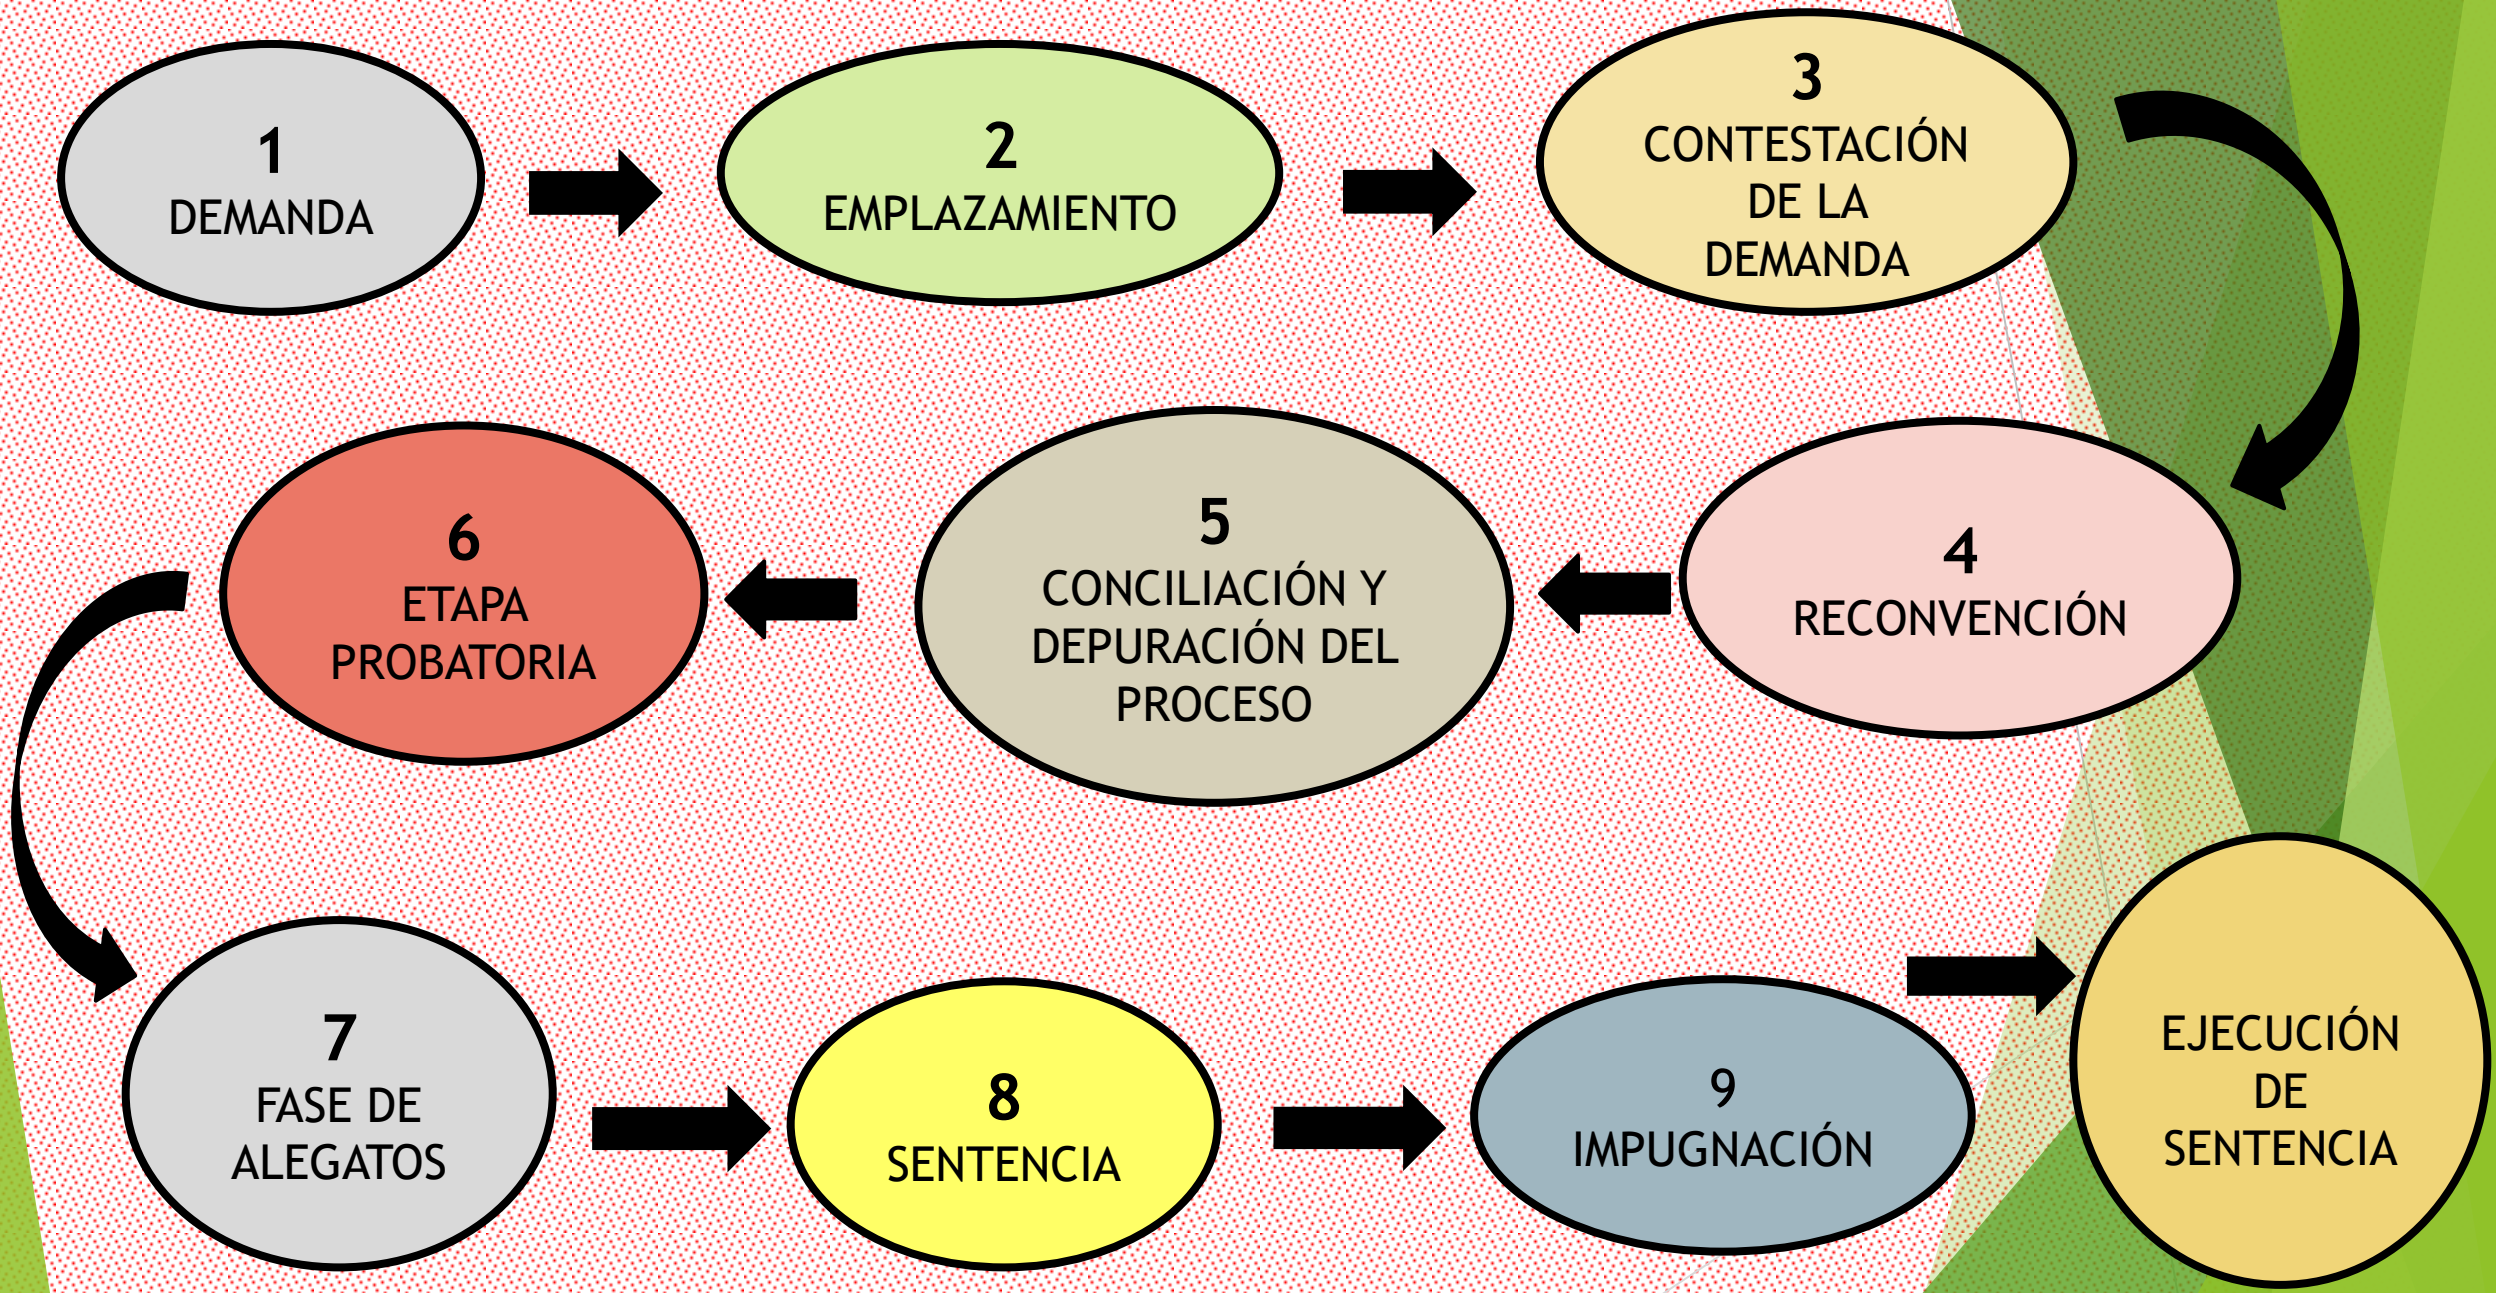 1
DEMANDA
2
EMPLAZAMIENTO
3
CONTESTACIÓN
DE LA
DEMANDA
4
RECONVENCIÓN
5
CONCILIACIÓN Y
DEPURACIÓN DEL
PROCESO
6
ETAPA
PROBATORIA
7
FASE DE
ALEGATOS
8
SENTENCIA
9
IMPUGNACIÓN
EJECUCIÓN
DE
SENTENCIA